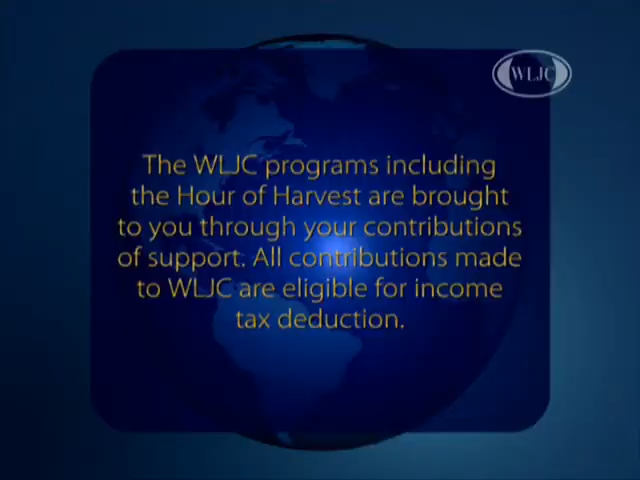 WLJC
The WLJC programs including
the Hour of Harvest are brought
to you through your contributions
of support. All contributions made
to WLJC are eligible for income
tax deduction.